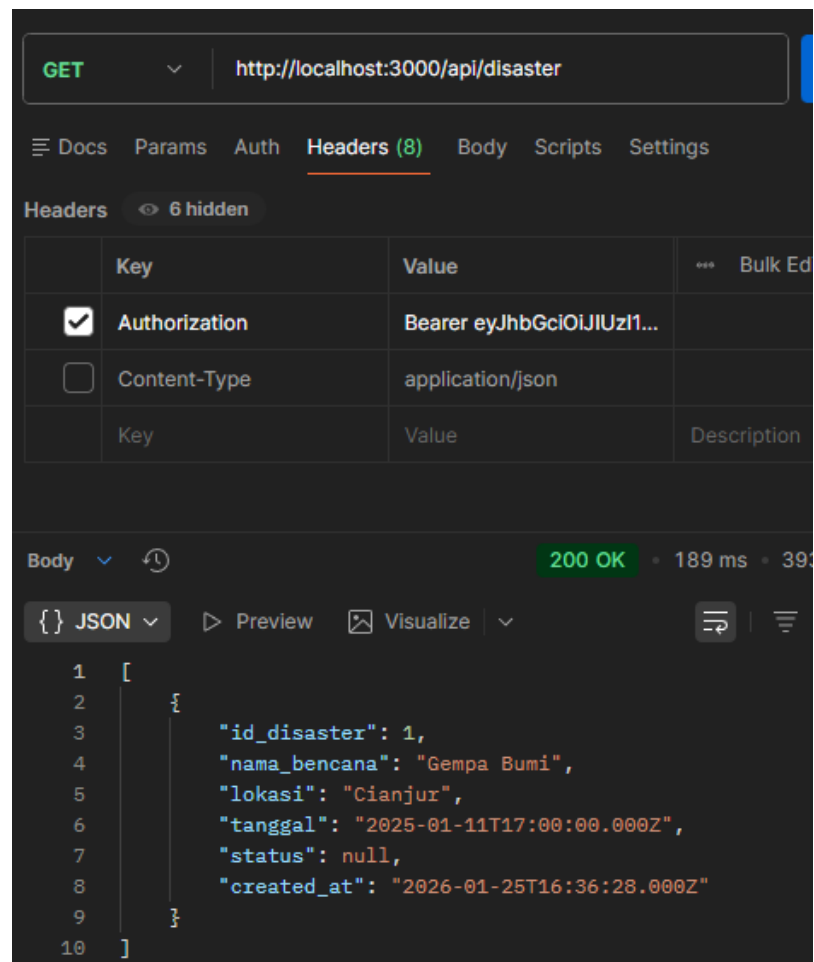 GET http://localhost:3000/api/disaster
Docs Params Auth Headers (8) Body Scripts Settings
Headers 6 hidden
Key Value Bulk Ed
Authorization Bearer eyJhbGciOiJIUzI1...
Content-Type application/json
Key Value Description
Body 200 OK • 189 ms • 393
{} JSON Preview Visualize
1 [
2 {
3 "id_disaster": 1,
4 "nama_bencana": "Gempa Bumi",
5 "lokasi": "Cianjur",
6 "tanggal": "2025-01-11T17:00:00.000Z",
7 "status": null,
8 "created_at": "2026-01-25T16:36:28.000Z"
9 }
10 ]